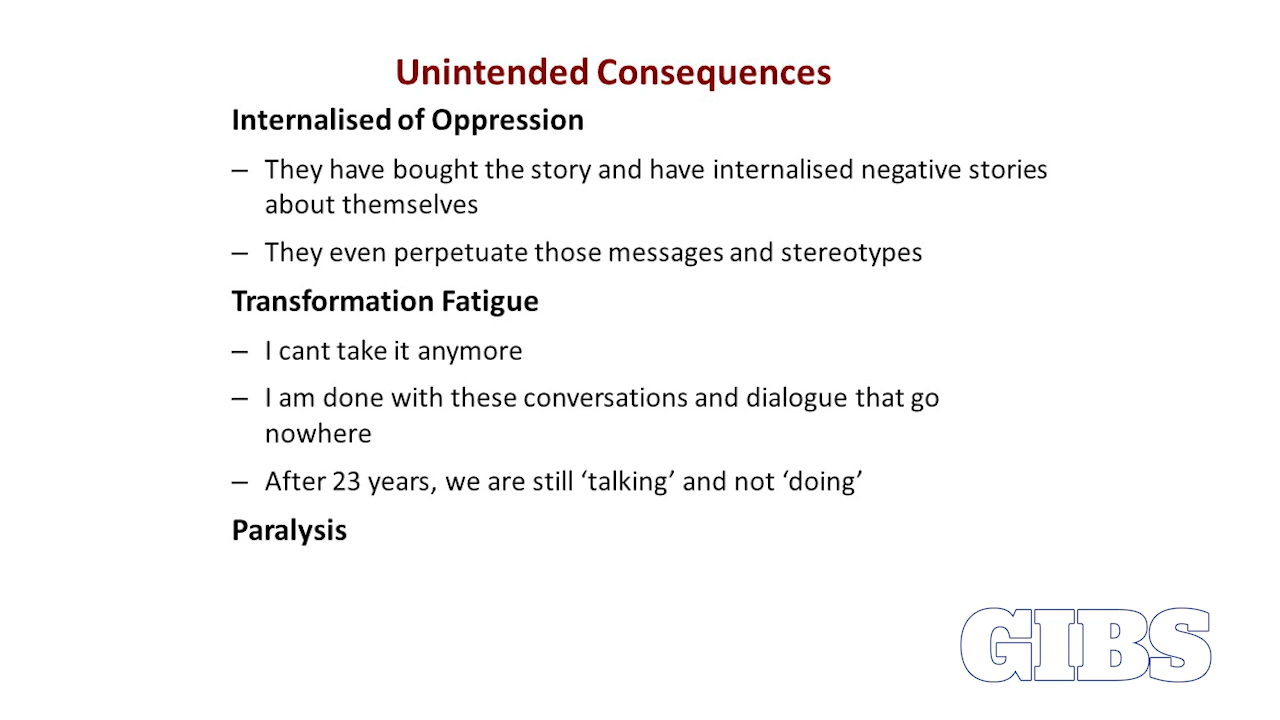 Unintended Consequences
Internalised of Oppression
– They have bought the story and have internalised negative stories
about themselves
– They even perpetuate those messages and stereotypes
Transformation Fatigue
– I cant take it anymore
– I am done with these conversations and dialogue that go
nowhere
– After 23 years, we are still ‘talking’ and not ‘doing’
Paralysis
GIBS